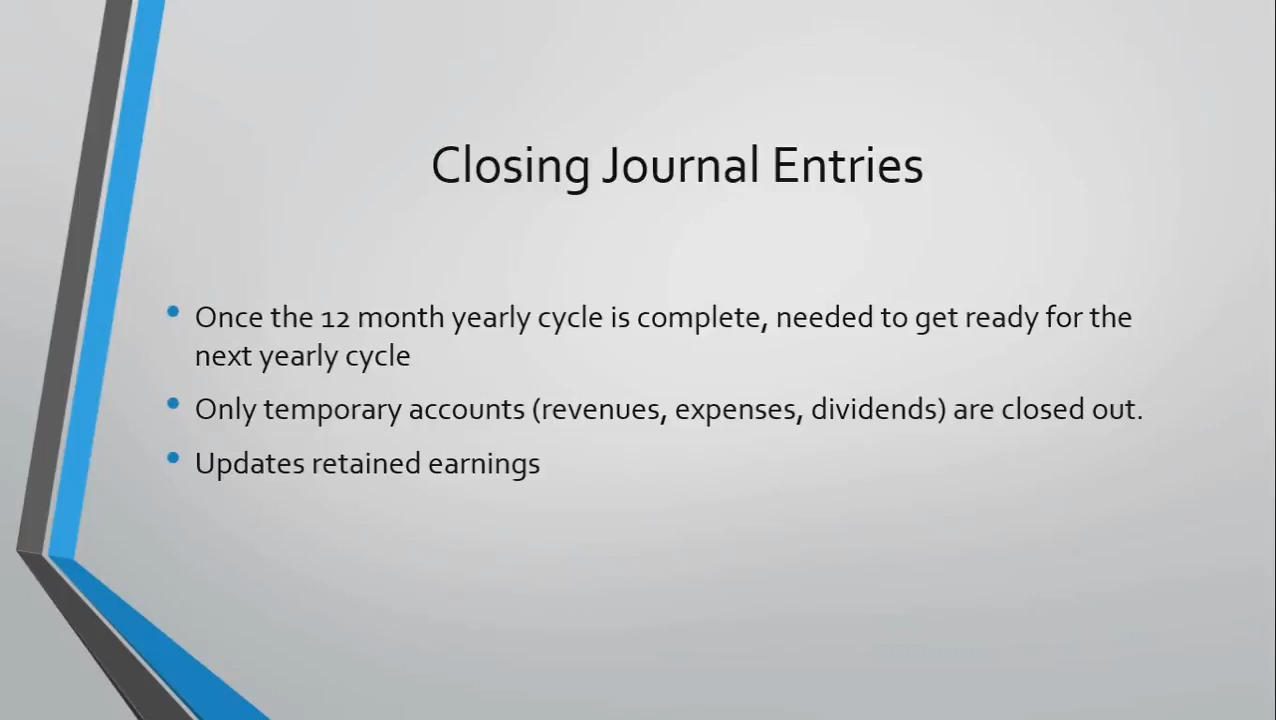 Closing Journal Entries
• Once the 12 month yearly cycle is complete, needed to get ready for the
next yearly cycle
• Only temporary accounts (revenues, expenses, dividends) are closed out.
• Updates retained earnings